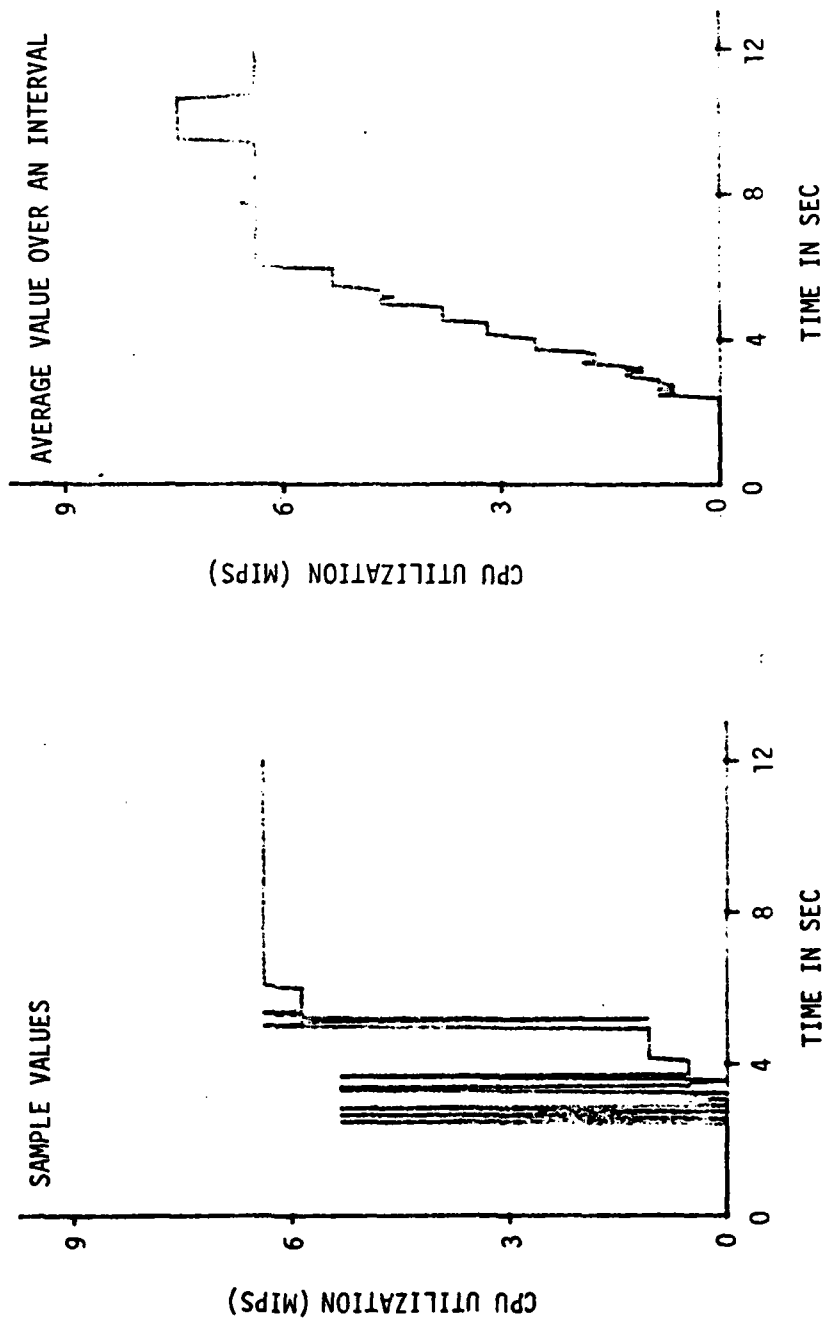 SAMPLE VALUES
CPU UTILIZATION (MIPS)
9
6
3
0
0
4
8
12
TIME IN SEC
AVERAGE VALUE OVER AN INTERVAL
CPU UTILIZATION (MIPS)
9
6
3
0
0
4
8
12
TIME IN SEC